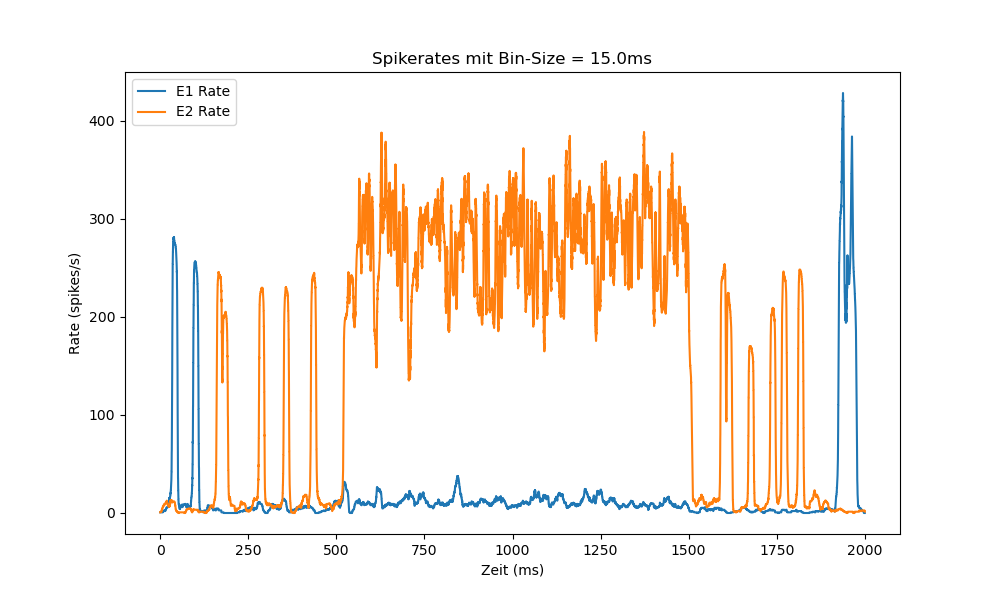 Spikerates mit Bin-Size = 15.0ms
E1 Rate
E2 Rate
Rate (spikes/s)
400
300
200
100
0
0 250 500 750 1000 1250 1500 1750 2000
Zeit (ms)